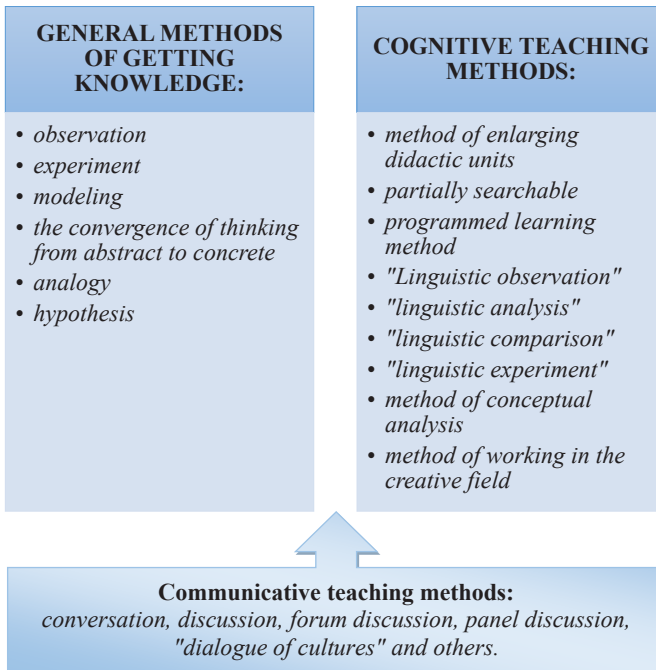 GENERAL METHODS
OF GETTING
KNOWLEDGE:
• observation
• experiment
• modeling
• the convergence of thinking
from abstract to concrete
• analogy
• hypothesis
COGNITIVE TEACHING
METHODS:
• method of enlarging
didactic units
• partially searchable
• programmed learning
method
• "Linguistic observation"
• "linguistic analysis"
• "linguistic comparison"
• "linguistic experiment"
• method of conceptual
analysis
• method of working in the
creative field
Communicative teaching methods:
conversation, discussion, forum discussion, panel discussion,
"dialogue of cultures" and others.